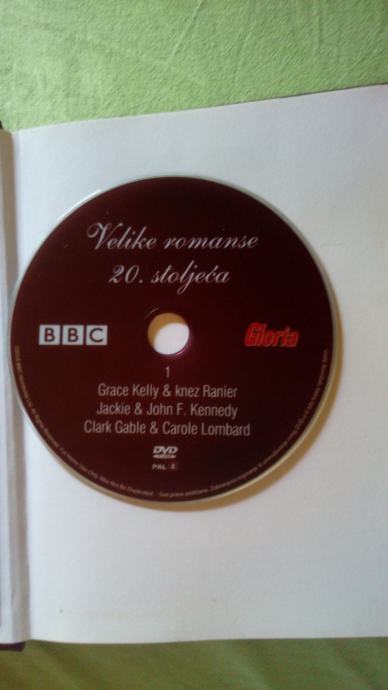 Velike romanse
20. stoljeća
BBC
Gloria
1
Grace Kelly & knez Ranier
Jackie & John F. Kennedy
Clark Gable & Carole Lombard
DVD
VIDEO
PAL 2